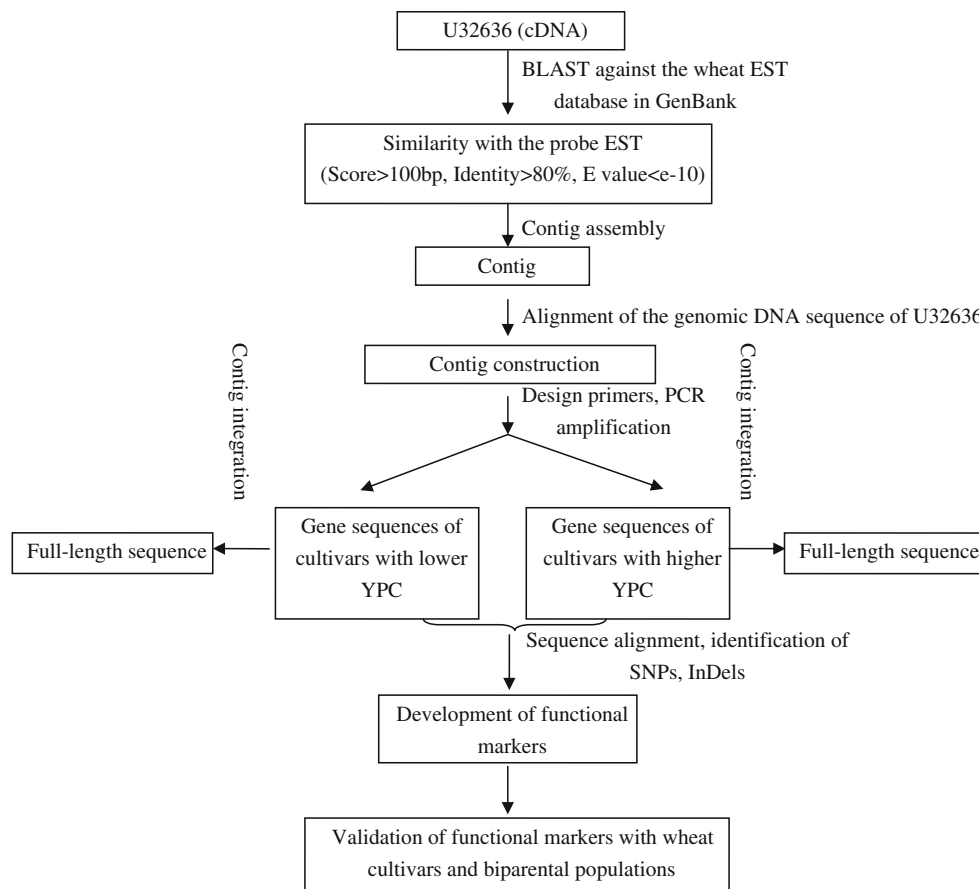 U32636 (cDNA)
BLAST against the wheat EST
database in GenBank
Similarity with the probe EST
(Score>100bp, Identity>80%, E value<e-10)
Contig assembly
Contig
Alignment of the genomic DNA sequence of U32636
Contig construction
Design primers, PCR
amplification
Contig integration
Contig integration
Full-length sequence
Gene sequences of
cultivars with lower
YPC
Gene sequences of
cultivars with higher
YPC
Full-length sequence
Sequence alignment, identification of
SNPs, InDels
Development of functional
markers
Validation of functional markers with wheat
cultivars and biparental populations